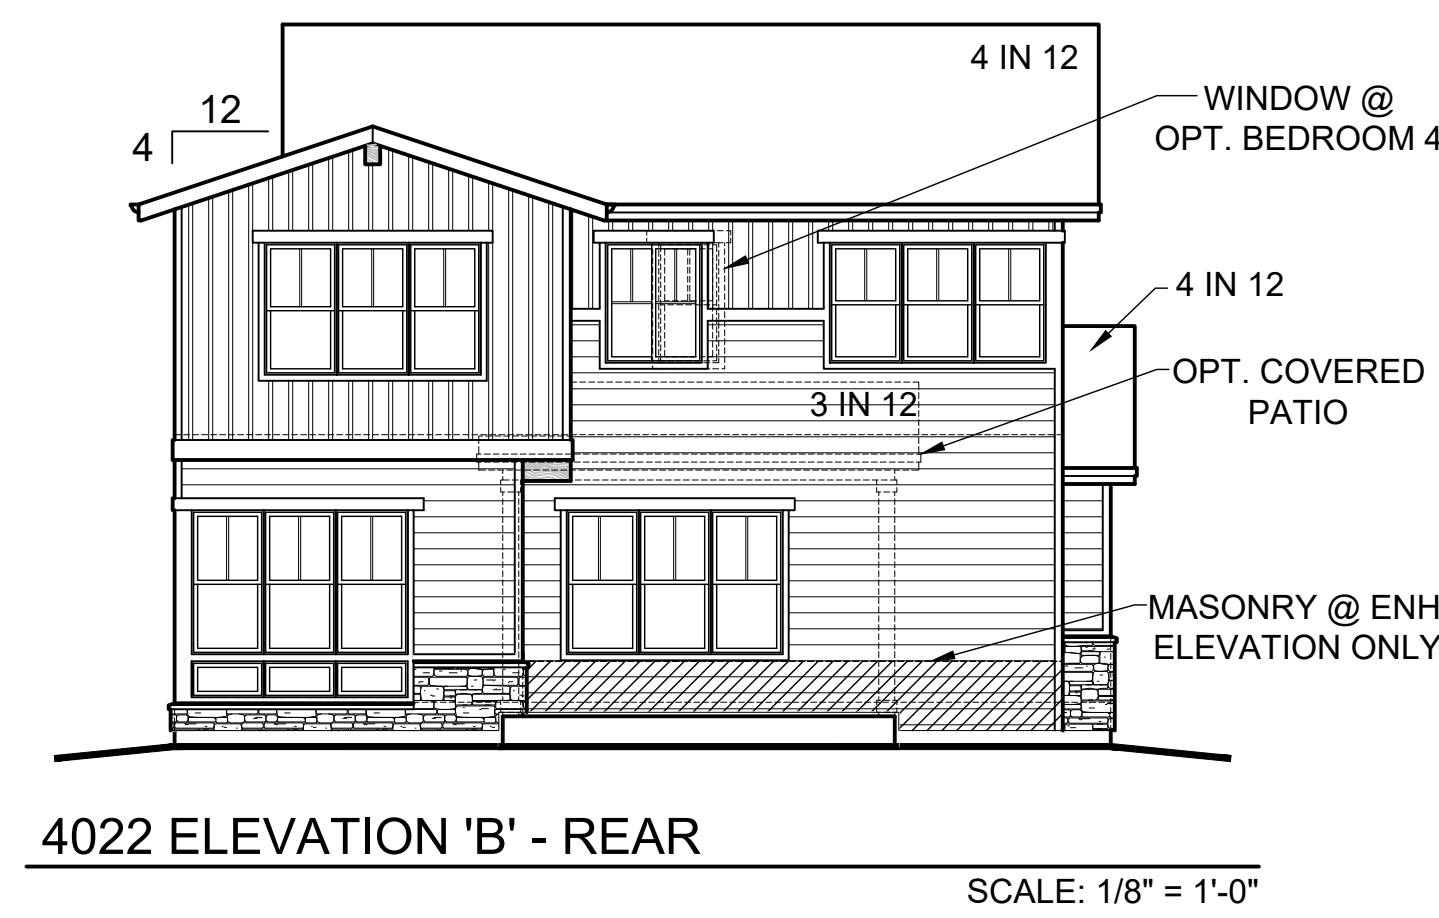 4 IN 12
12
4
WINDOW @
OPT. BEDROOM 4
4 IN 12
OPT. COVERED
PATIO
3 IN 12
MASONRY @ ENH
ELEVATION ONLY
4022 ELEVATION 'B' - REAR
SCALE: 1/8" = 1'-0"